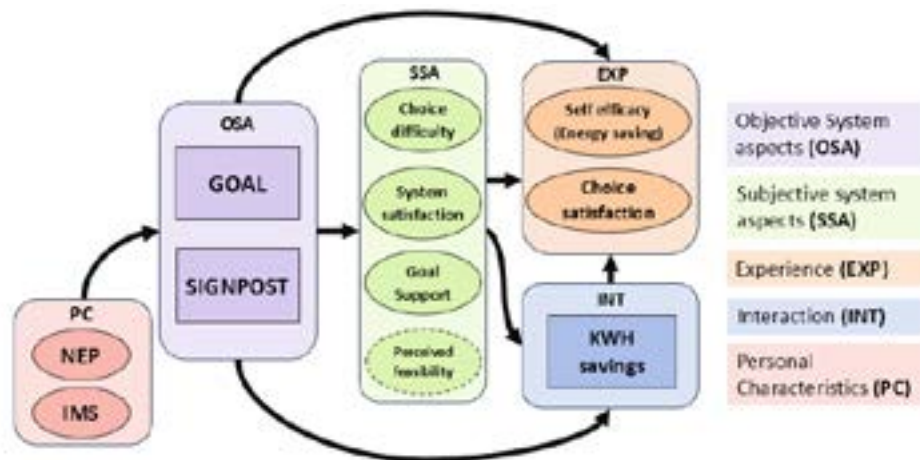 OSA
GOAL
SIGNPOST
PC
NEP
IMS
SSA
Choice
difficulty
System
satisfaction
Goal
Support
Perceived
feasibility
EXP
Self efficacy
(Energy saving)
Choice
satisfaction
INT
KWH
savings
Objective System
aspects (OSA)
Subjective system
aspects (SSA)
Experience (EXP)
Interaction (INT)
Personal
Characteristics (PC)